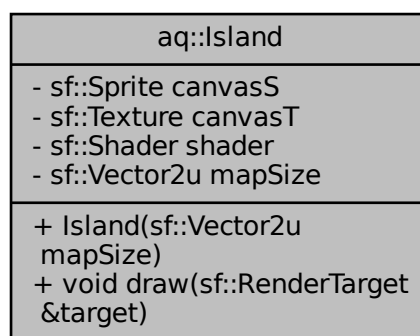 aq::Island
- sf::Sprite canvasS
- sf::Texture canvasT
- sf::Shader shader
- sf::Vector2u mapSize
+ Island(sf::Vector2u
mapSize)
+ void draw(sf::RenderTarget
&target)